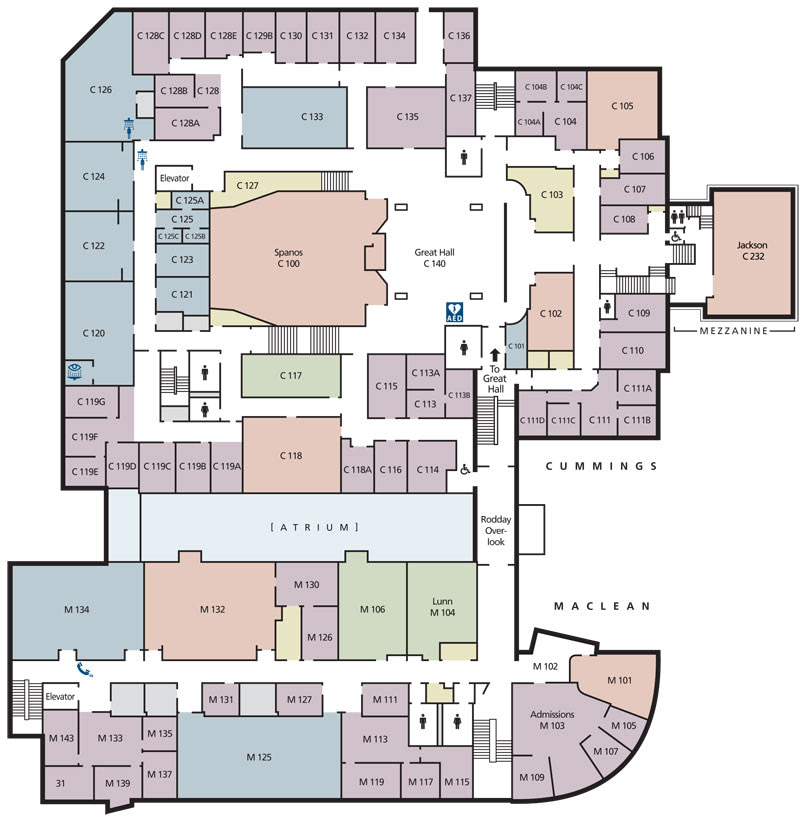 C 128C
C 128D
C 128E
C 129B
C 130
C 131
C 132
C 134
C 136
C 126
C 128B
C 128
C 128A
C 133
C 135
C 137
C 104B
C 104C
C 104A
C 104
C 105
C 106
C 124
Elevator
C 127
C 107
C 103
C 108
C 125A
C 125
C 125C
C 125B
C 122
C 123
C 121
Spanos
C 100
Great Hall
C 140
Jackson
C 232
AED
C 102
C 109
MEZZANINE
C 120
C 101
C 110
C 117
To
Great
Hall
C 115
C 113A
C 113
C 113B
C 111A
C 119G
C 119F
C 119E
C 111D
C 111C
C 111
C 111B
C 119D
C 119C
C 119B
C 119A
C 118
C 118A
C 116
C 114
CUMMINGS
[ATRIUM]
Rodday
Over-
look
M 134
M 132
M 130
M 126
M 106
Lunn
M 104
MACLEAN
M 102
M 101
Elevator
M 131
M 127
M 111
Admissions
M 103
M 105
M 107
M 109
M 143
M 133
M 135
M 125
M 113
31
M 139
M 137
M 119
M 117
M 115